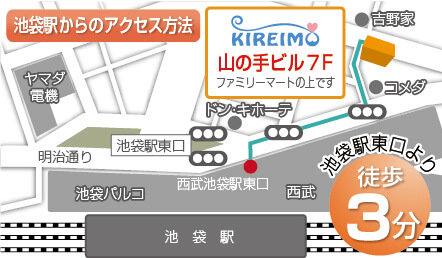 池袋駅からのアクセス方法
KIREIMO
山の手ビル7F
ファミリーマートの上です
吉野家
コメダ
ヤマダ
電機
ドン・キホーテ
池袋駅東口
明治通り
西武池袋駅東口
池袋パルコ
西武
池袋駅東口より
徒歩
3分
池袋駅